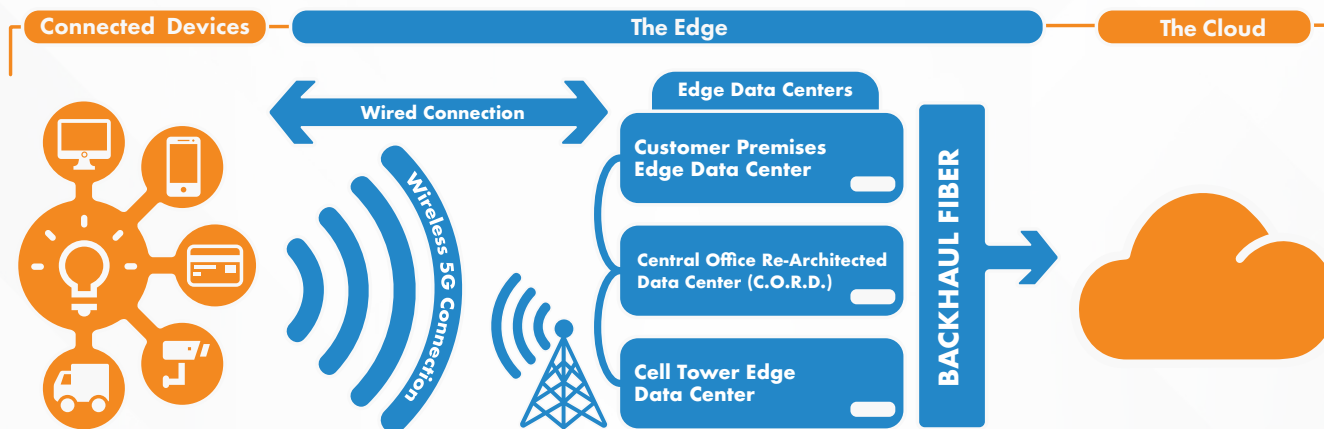 Connected Devices
The Edge
The Cloud
Wired Connection
Wireless 5G Connection
Edge Data Centers
Customer Premises
Edge Data Center
Central Office Re-Architected
Data Center (C.O.R.D.)
Cell Tower Edge
Data Center
BACKHAUL FIBER